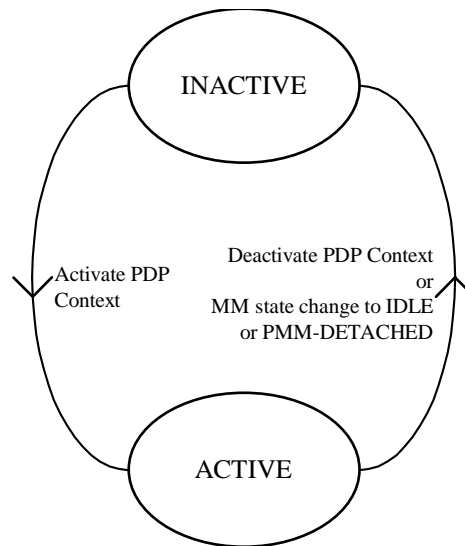 INACTIVE
Activate PDP
Context
Deactivate PDP Context
or
MM state change to IDLE
or PMM-DETACHED
ACTIVE